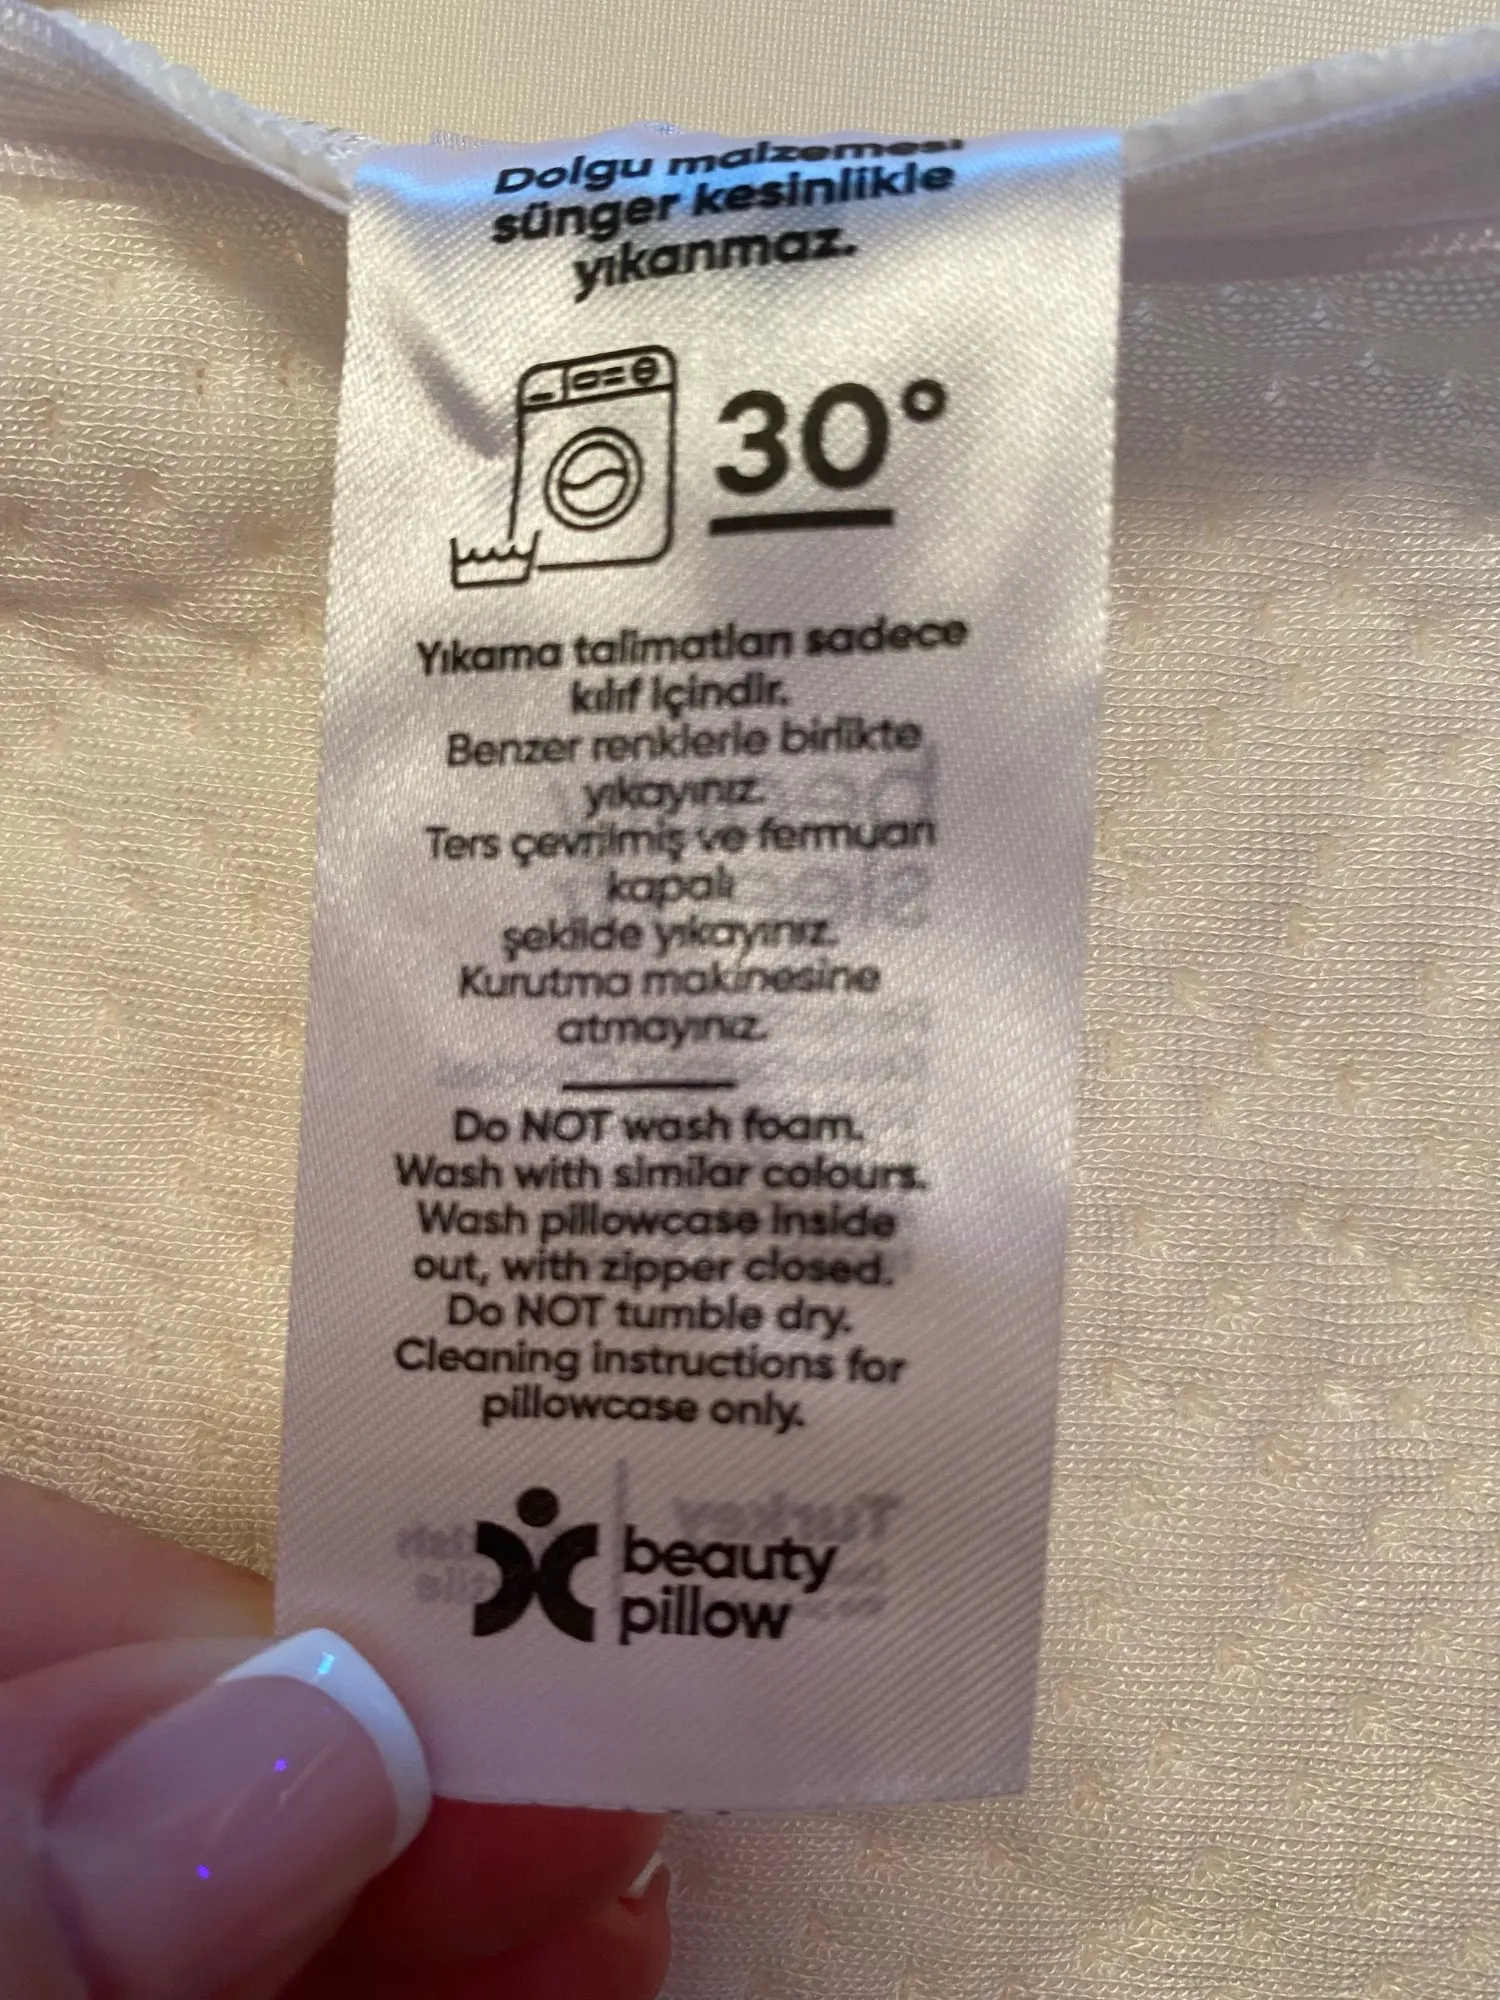 Dolgu malzemesi
sünger kesinlikle
yıkanmaz.
30°
Yıkama talimatları sadece
kılıf içindir.
Benzer renklerle birlikte
yıkayınız.
Ters çevrilmiş ve fermuarı
kapalı
şekilde yıkayınız.
Kurutma makinesine
atmayınız.
Do NOT wash foam.
Wash with similar colours.
Wash pillowcase inside
out, with zipper closed.
Do NOT tumble dry.
Cleaning instructions for
pillowcase only.
beauty
pillow